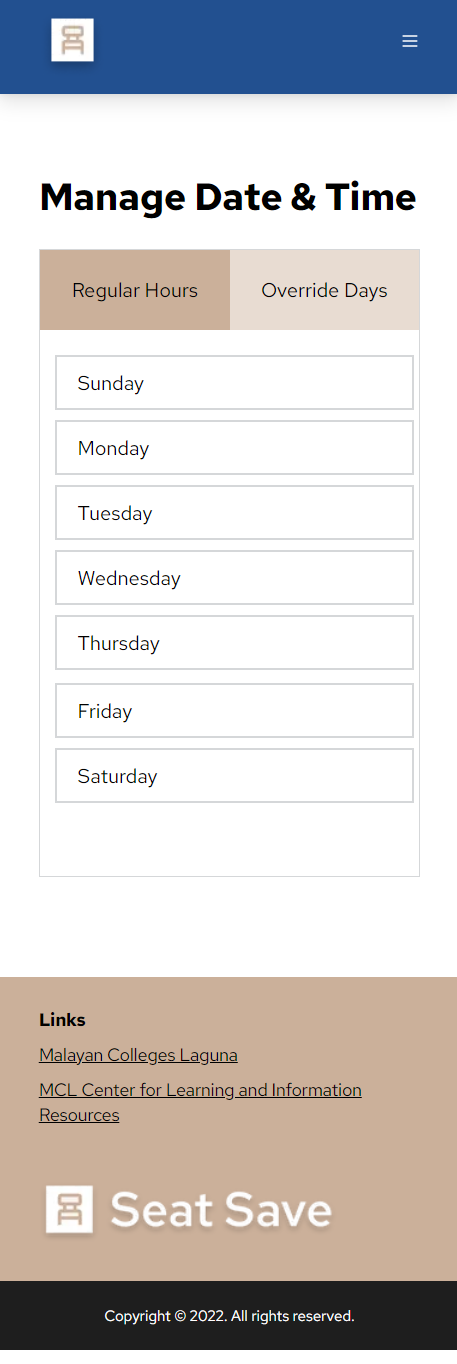 Manage Date & Time
Regular Hours
Override Days
Sunday
Monday
Tuesday
Wednesday
Thursday
Friday
Saturday
Links
Malayan Colleges Laguna
MCL Center for Learning and Information
Resources
Seat Save
Copyright © 2022. All rights reserved.